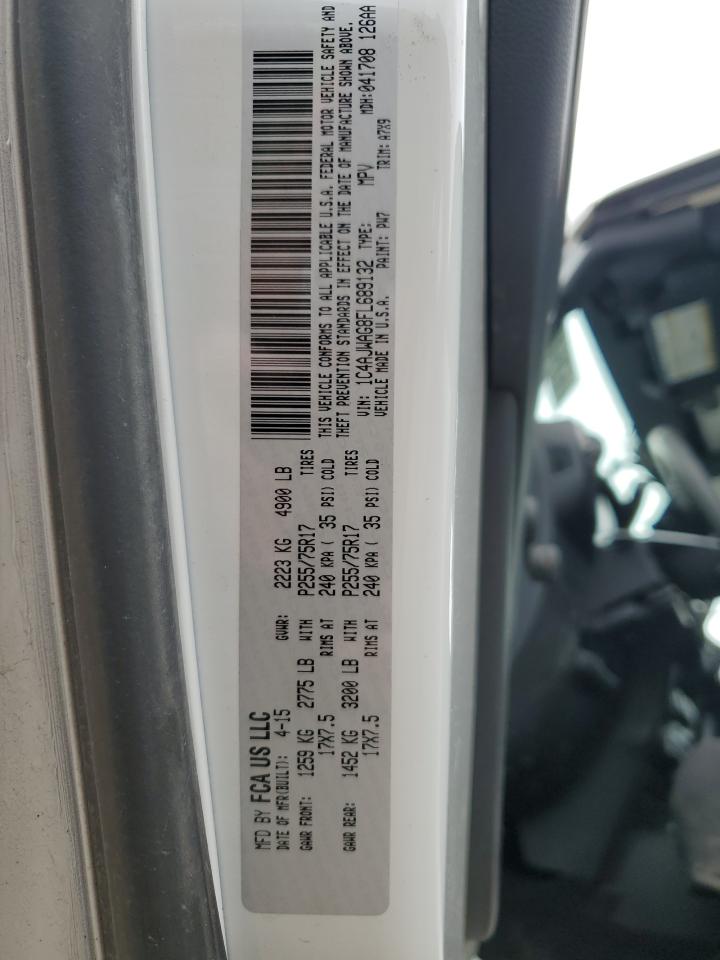 MFD BY FCA US LLC
DATE OF MFR(BUILT): 4-15 GVWR: 2223 KG 4900 LB
GAWR FRONT: 1259 KG 2775 LB WITH P255/75R17 TIRES
17X7.5 RIMS AT 240 KPA ( 35 PSI) COLD
GAWR REAR: 1452 KG 3200 LB WITH P255/75R17 TIRES
17X7.5 RIMS AT 240 KPA ( 35 PSI) COLD
THIS VEHICLE CONFORMS TO ALL APPLICABLE U.S.A. FEDERAL MOTOR VEHICLE SAFETY AND
THEFT PREVENTION STANDARDS IN EFFECT ON THE DATE OF MANUFACTURE SHOWN ABOVE.
VIN: 1C4AJWAG8FL689132 TYPE: MPV MDH:041708 126AA
VEHICLE MADE IN U.S.A. PAINT: PW7 TRIM: A7X9